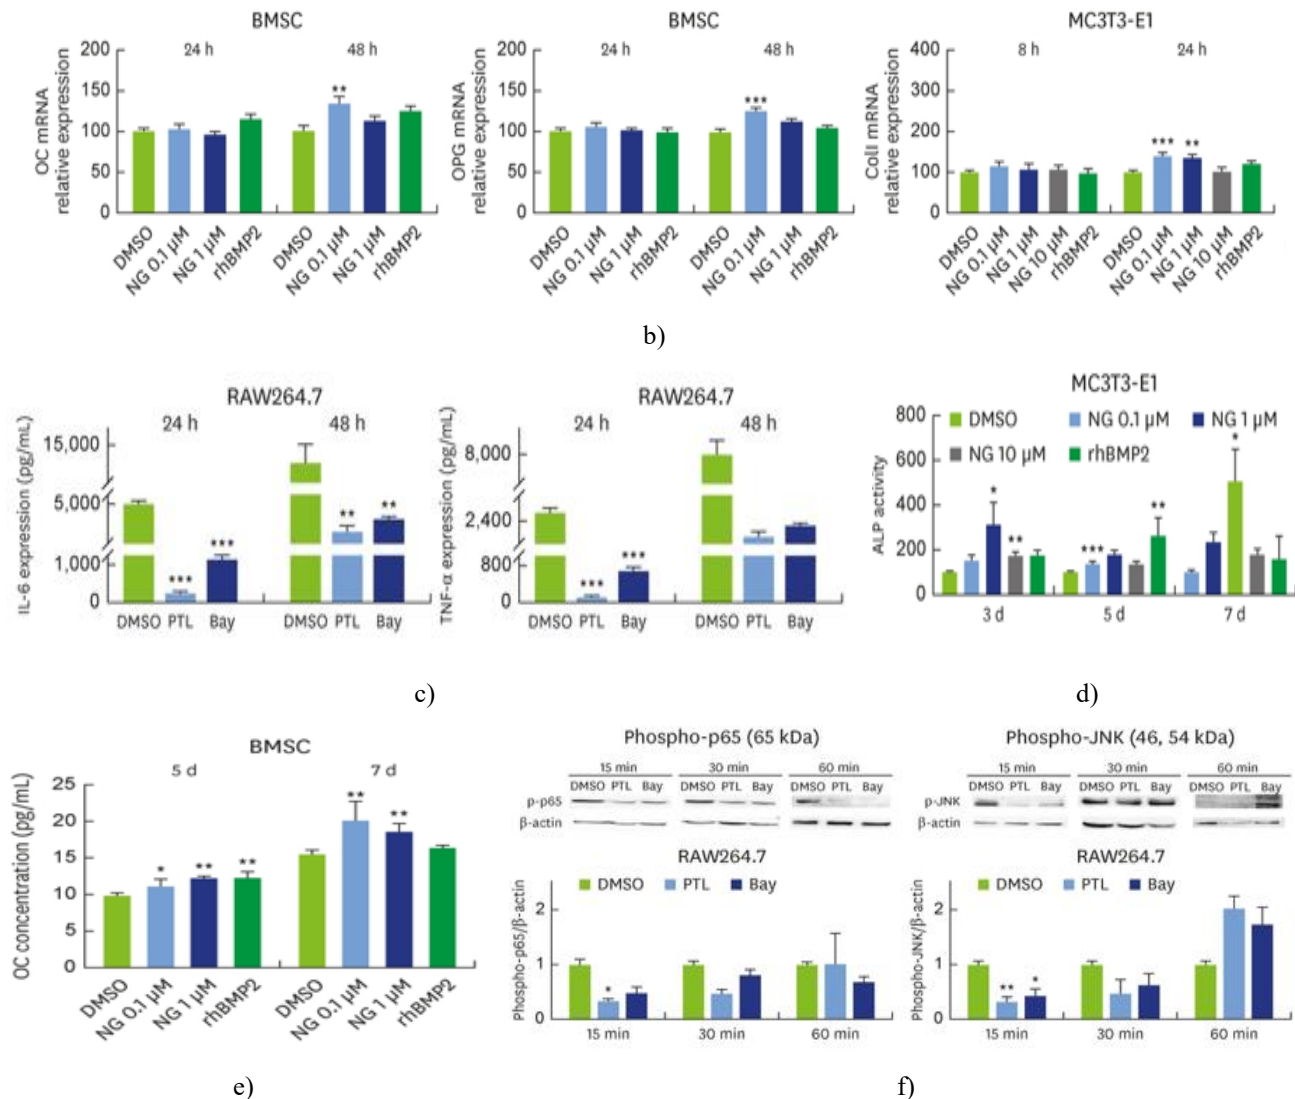 BMSC
24 h 48 h
200
150
100
50
0
OC mRNA
relative expression
DMSO
NG 0.1 µM
NG 1 µM
rhBMP2
**
DMSO
NG 0.1 µM
NG 1 µM
rhBMP2
BMSC
24 h 48 h
200
150
100
50
0
OPG mRNA
relative expression
***
DMSO
NG 0.1 µM
NG 1 µM
rhBMP2
DMSO
NG 0.1 µM
NG 1 µM
rhBMP2
MC3T3-E1
8 h 24 h
400
300
200
100
0
ColI mRNA
relative expression
*** **
DMSO
NG 0.1 µM
NG 1 µM
NG 10 µM
rhBMP2
DMSO
NG 0.1 µM
NG 1 µM
NG 10 µM
rhBMP2
b)
RAW264.7
24 h 48 h
15,000
5,000
1,000
0
IL-6 expression (pg/mL)
*** *** ** **
DMSO PTL Bay DMSO PTL Bay
RAW264.7
24 h 48 h
8,000
2,400
800
0
TNF-α expression (pg/mL)
*** ***
DMSO PTL Bay DMSO PTL Bay
MC3T3-E1
DMSO NG 0.1 µM NG 1 µM
NG 10 µM rhBMP2
800
600
400
200
0
ALP activity
* ** *** ** *
3 d 5 d 7 d
c)
d)
BMSC
5 d 7 d
25
20
15
10
5
0
OC concentration (pg/mL)
* ** ** ** **
DMSO
NG 0.1 µM
NG 1 µM
rhBMP2
DMSO
NG 0.1 µM
NG 1 µM
rhBMP2
Phospho-p65 (65 kDa)
15 min 30 min 60 min
DMSO PTL Bay DMSO PTL Bay DMSO PTL Bay
p-p65
β-actin
RAW264.7
DMSO PTL Bay
2
1
0
Phospho-p65/β-actin
*
15 min 30 min 60 min
Phospho-JNK (46, 54 kDa)
15 min 30 min 60 min
DMSO PTL Bay DMSO PTL Bay DMSO PTL Bay
p-JNK
β-actin
RAW264.7
DMSO PTL Bay
2
1
0
Phospho-JNK/β-actin
** *
15 min 30 min 60 min
e)
f)